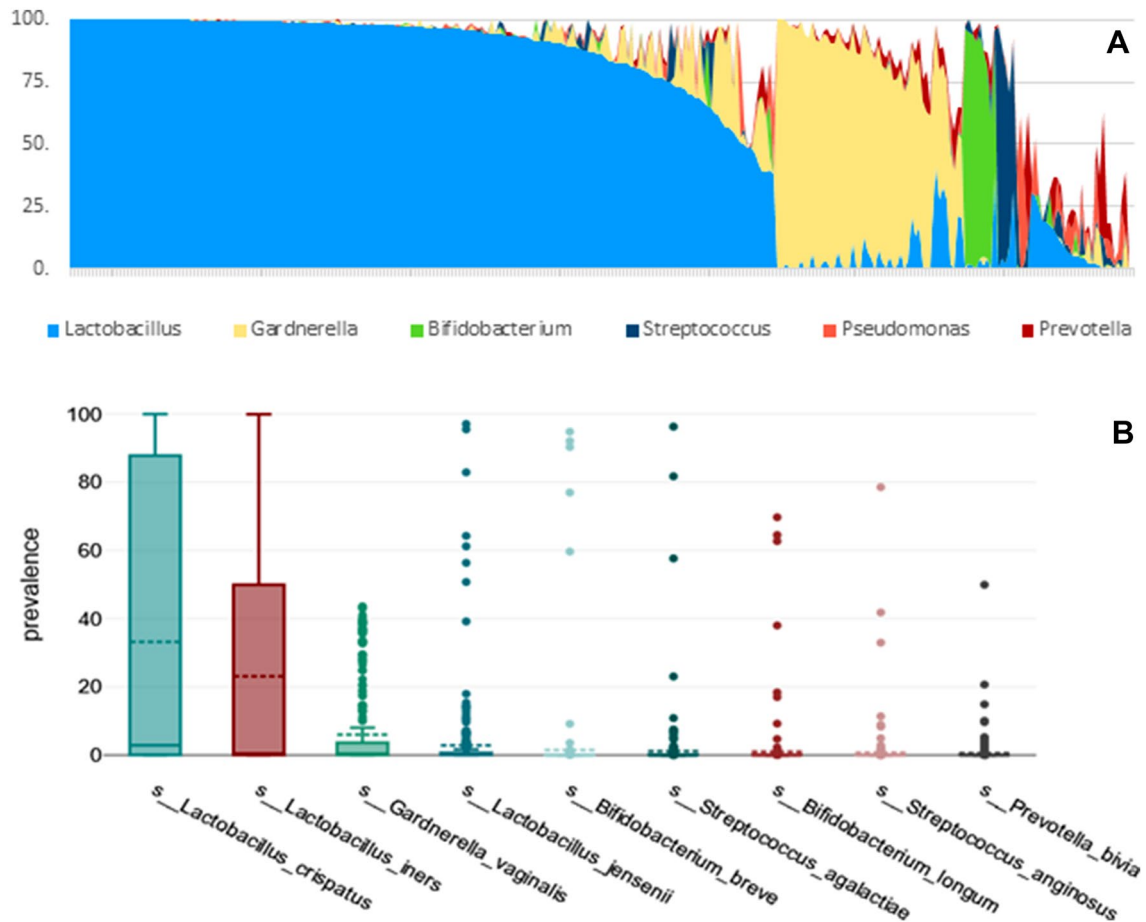 100.
A
75.
50.
25.
0.
Lactobacillus Gardnerella Bifidobacterium Streptococcus Pseudomonas Prevotella
B
100
80
60
40
20
0
prevalence
s__Lactobacillus_crispatus
s__Lactobacillus_iners
s__Gardnerella_vaginalis
s__Lactobacillus_jensenii
s__Bifidobacterium_breve
s__Streptococcus_agalactiae
s__Bifidobacterium_longum
s__Streptococcus_anginosus
s__Prevotella_bivia